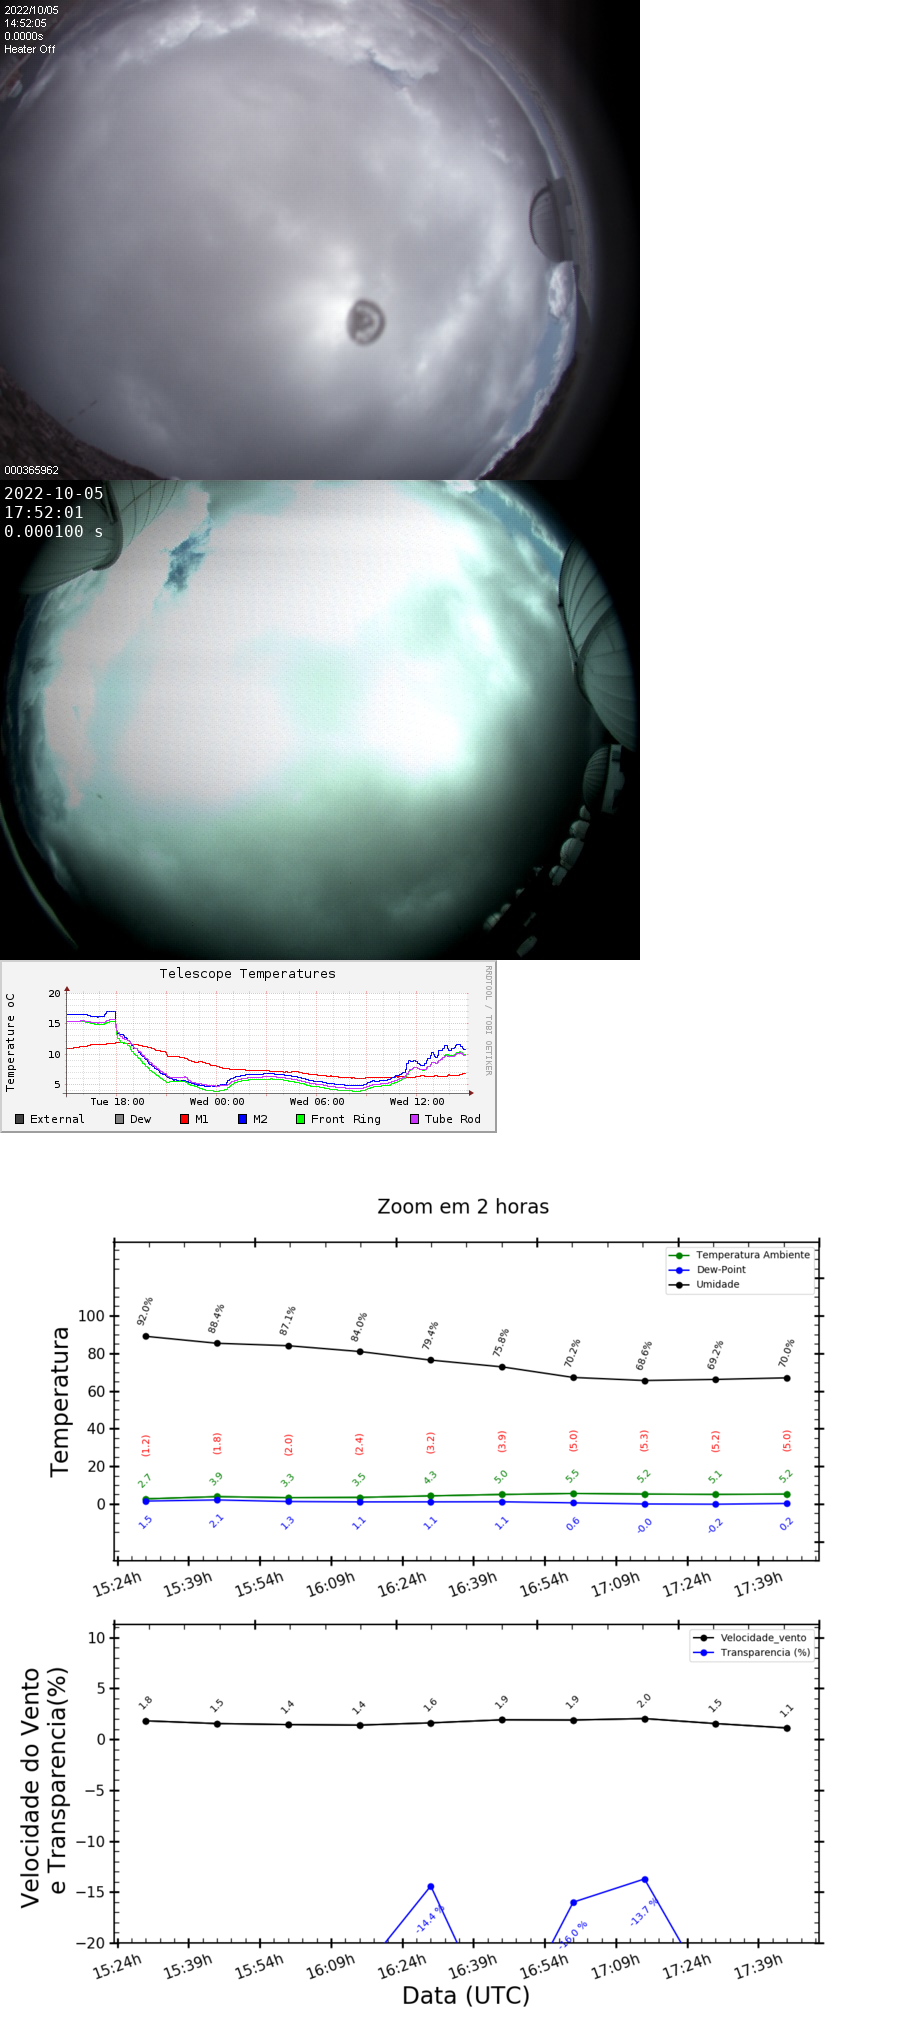 2022/10/05
14:52:05
0.0000s
Heater Off
000365962
2022-10-05
17:52:01
0.000100 s
Telescope Temperatures
RRDTOOL / TOBI OETIKER
Temperature oC
20
15
10
5
Tue 18:00 Wed 00:00 Wed 06:00 Wed 12:00
External Dew M1 M2 Front Ring Tube Rod
Zoom em 2 horas
Temperatura Ambiente
Dew-Point
Umidade
Temperatura
100
80
60
40
20
0
92.0% 88.4% 87.1% 84.0% 79.4% 75.8% 70.2% 68.6% 69.2% 70.0%
(1.2) (1.8) (2.0) (2.4) (3.2) (3.9) (5.0) (5.3) (5.2) (5.0)
2.7 3.9 3.3 3.5 4.3 5.0 5.5 5.2 5.1 5.2
1.5 2.1 1.3 1.1 1.1 1.1 0.6 -0.0 -0.2 0.2
15:24h 15:39h 15:54h 16:09h 16:24h 16:39h 16:54h 17:09h 17:24h 17:39h
Velocidade_vento
Transparencia (%)
Velocidade do Vento
e Transparencia(%)
10
5
0
−5
−10
−15
−20
1.8 1.5 1.4 1.4 1.6 1.9 1.9 2.0 1.5 1.1
-14.4 % -16.0 % -13.7 %
15:24h 15:39h 15:54h 16:09h 16:24h 16:39h 16:54h 17:09h 17:24h 17:39h
Data (UTC)